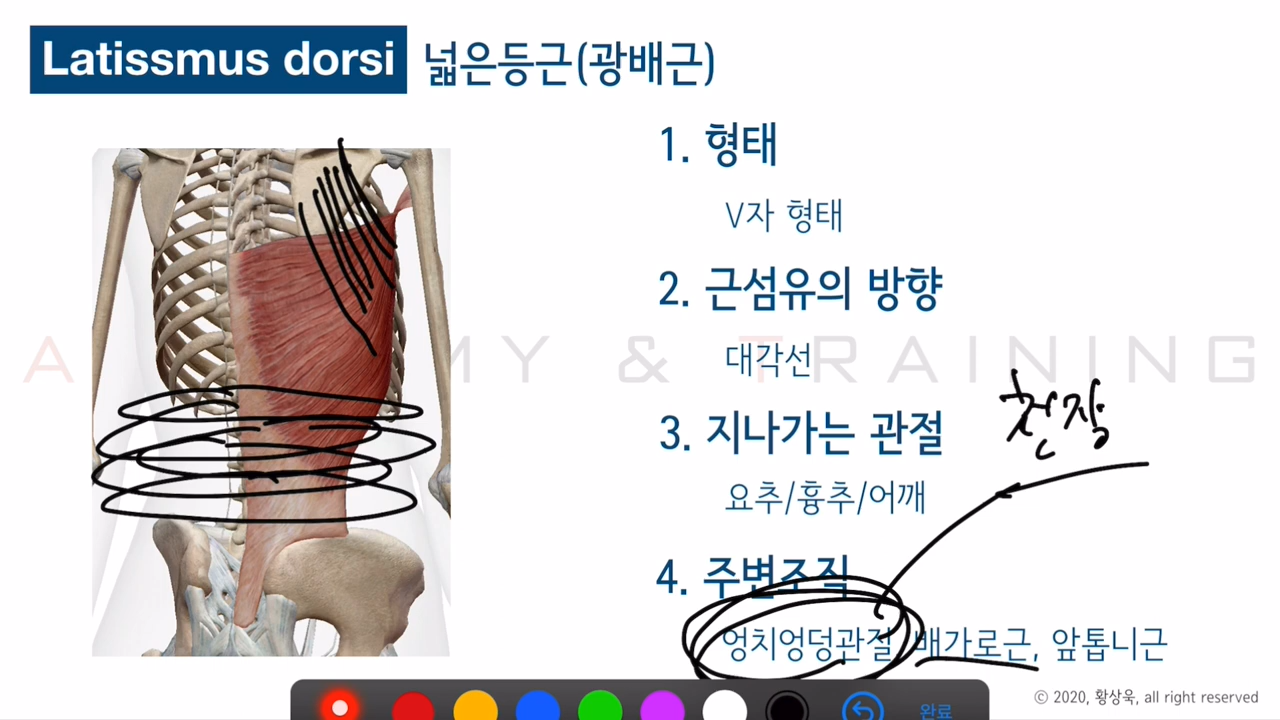 Latissmus dorsi 넓은등근(광배근)
1. 형태
V자 형태
2. 근섬유의 방향
대각선
ANATOMY & TRAINING
3. 지나가는 관절
천장
요추/흉추/어깨
4. 주변조직
엉치엉덩관절, 배가로근, 앞톱니근
© 2020, 황상욱, all right reserved
완료